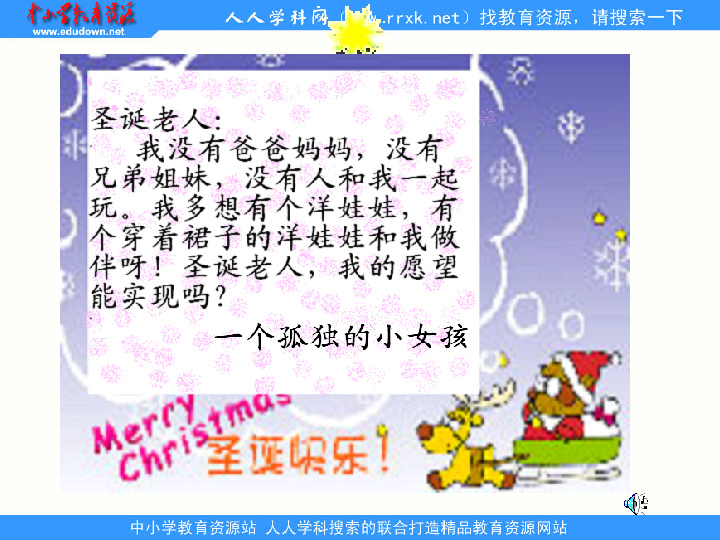 中小学教育资源
www.edudown.net
人人学科网（www.rrxk.net）找教育资源，请搜索一下
圣诞老人：
我没有爸爸妈妈，没有
兄弟姐妹，没有人和我一起
玩。我多想有个洋娃娃，有
个穿着裙子的洋娃娃和我做
伴呀！圣诞老人，我的愿望
能实现吗？
一个孤独的小女孩
Merry
Christmas
圣诞快乐！
中小学教育资源站 人人学科搜索的联合打造精品教育资源网站